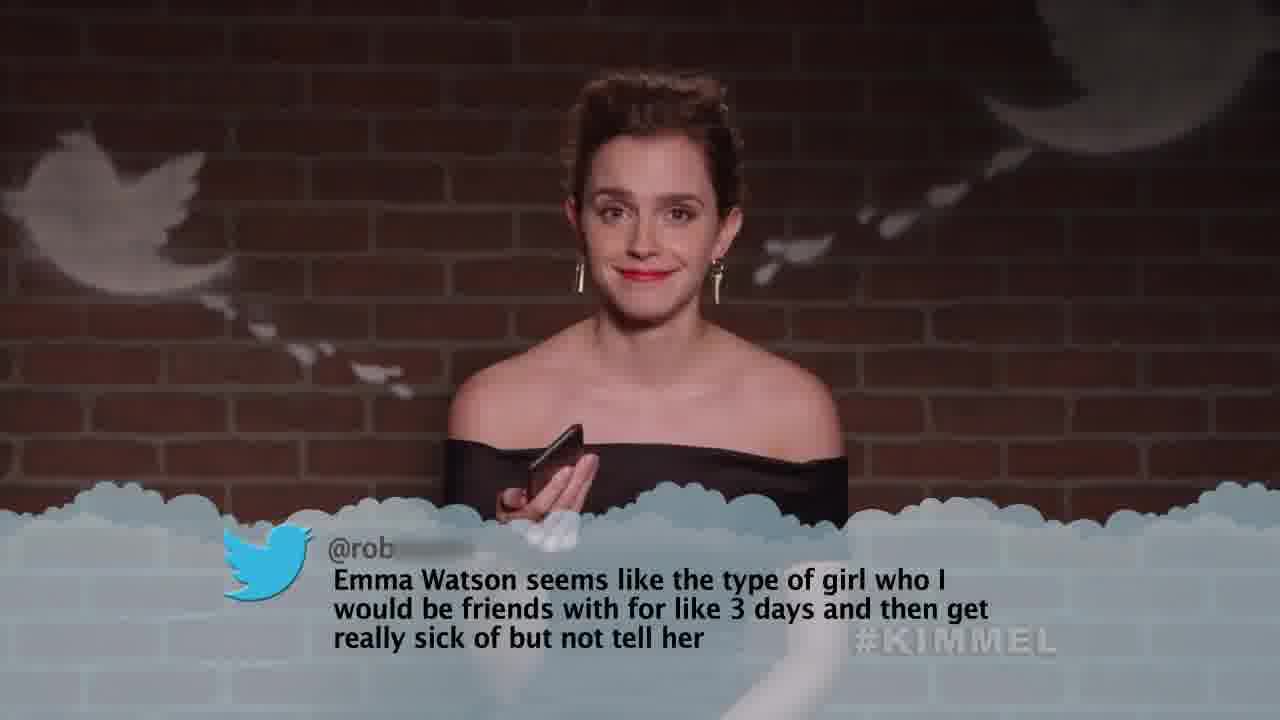 @rob
Emma Watson seems like the type of girl who I
would be friends with for like 3 days and then get
really sick of but not tell her
#KIMMEL